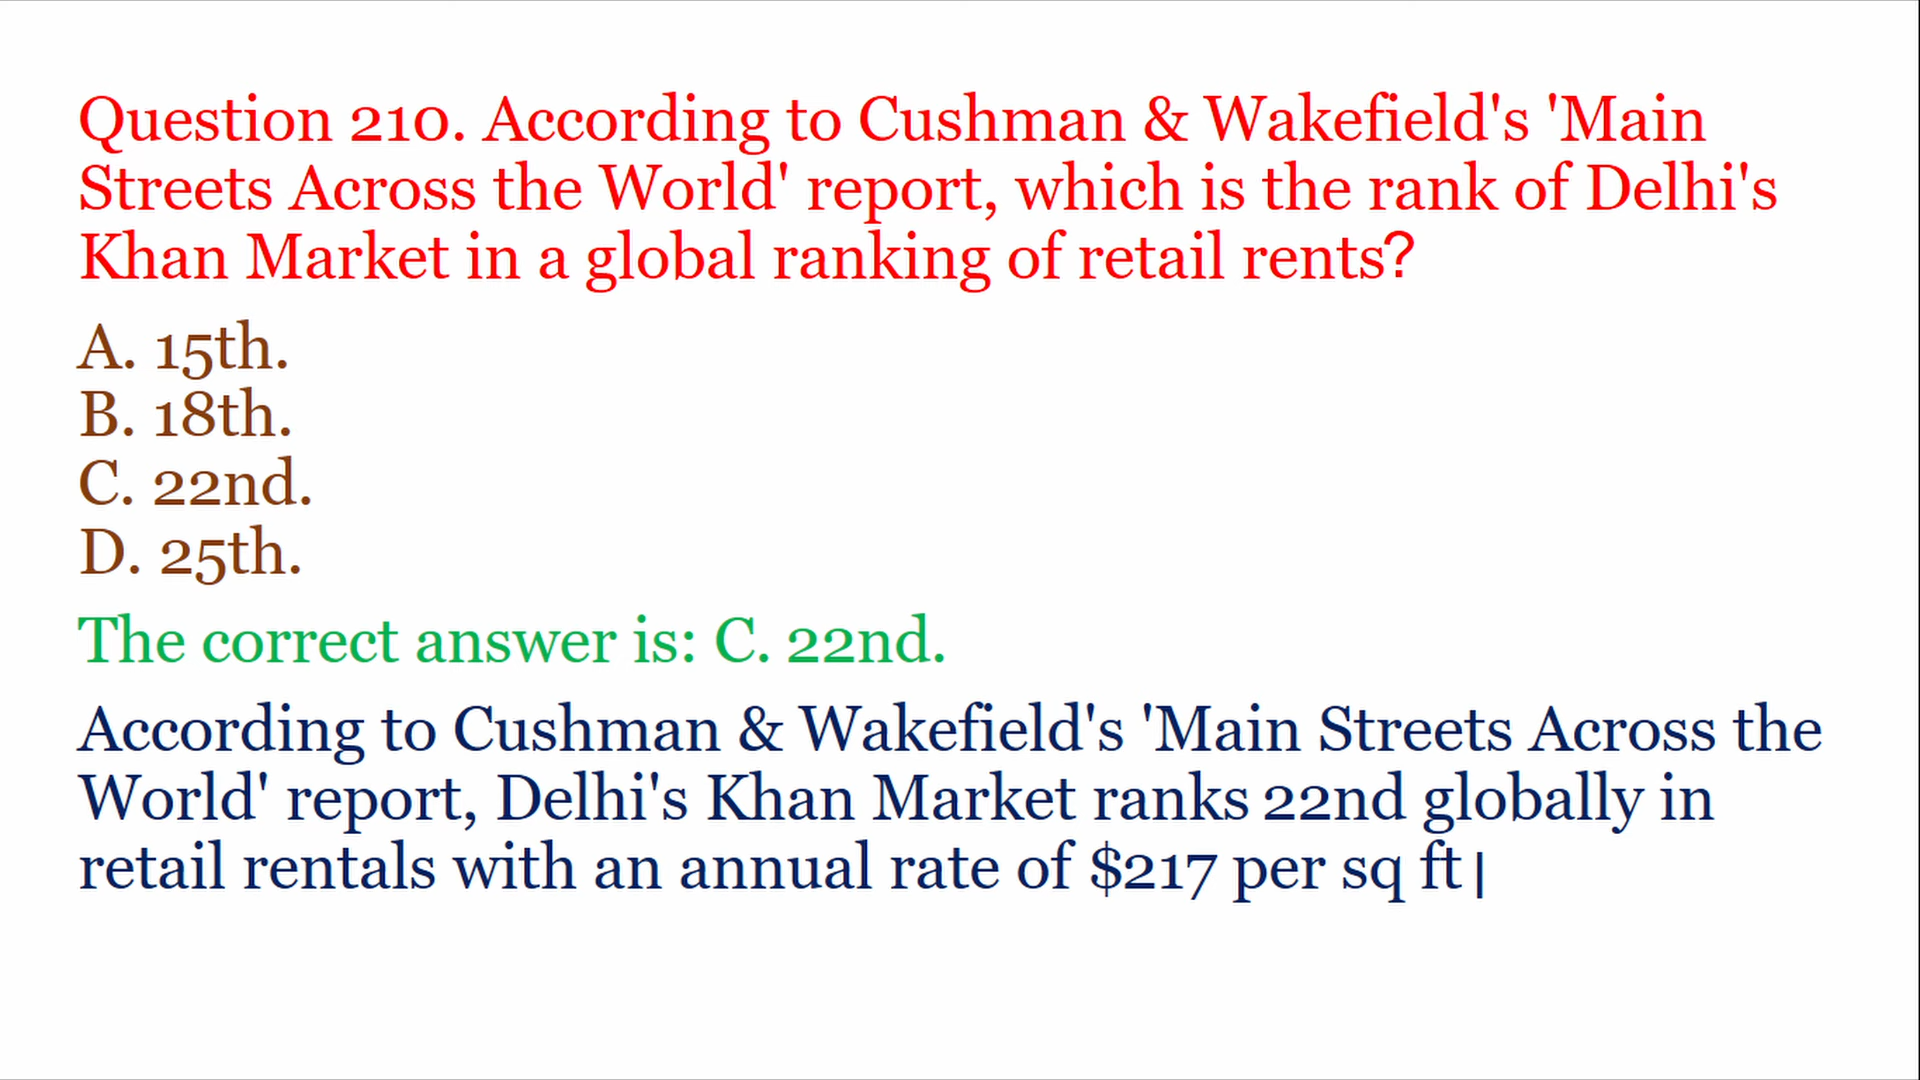 Question 210. According to Cushman & Wakefield's 'Main
Streets Across the World' report, which is the rank of Delhi's
Khan Market in a global ranking of retail rents?
A. 15th.
B. 18th.
C. 22nd.
D. 25th.
The correct answer is: C. 22nd.
According to Cushman & Wakefield's 'Main Streets Across the
World' report, Delhi's Khan Market ranks 22nd globally in
retail rentals with an annual rate of $217 per sq ft|